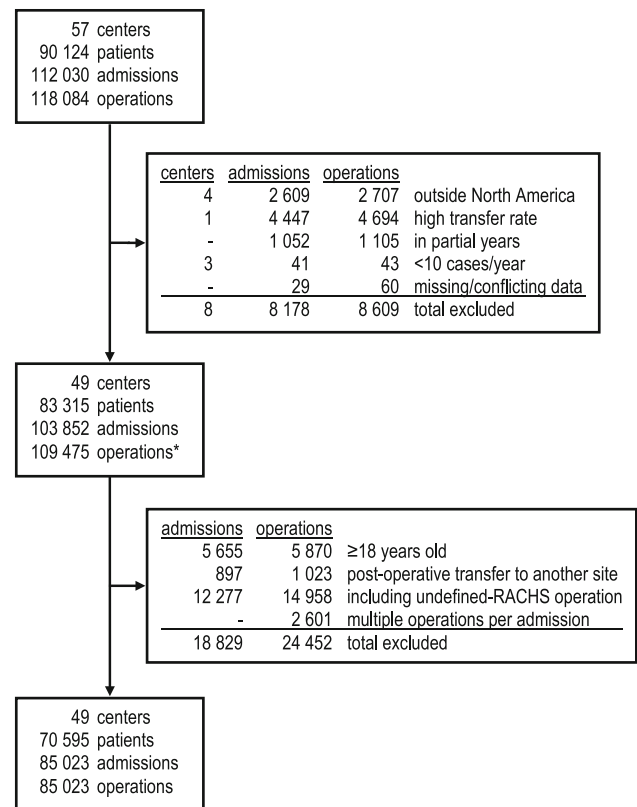 57 centers
90 124 patients
112 030 admissions
118 084 operations
centers admissions operations
4 2 609 2 707 outside North America
1 4 447 4 694 high transfer rate
- 1 052 1 105 in partial years
3 41 43 <10 cases/year
- 29 60 missing/conflicting data
8 8 178 8 609 total excluded
49 centers
83 315 patients
103 852 admissions
109 475 operations*
admissions operations
5 655 5 870 ≥18 years old
897 1 023 post-operative transfer to another site
12 277 14 958 including undefined-RACHS operation
- 2 601 multiple operations per admission
18 829 24 452 total excluded
49 centers
70 595 patients
85 023 admissions
85 023 operations